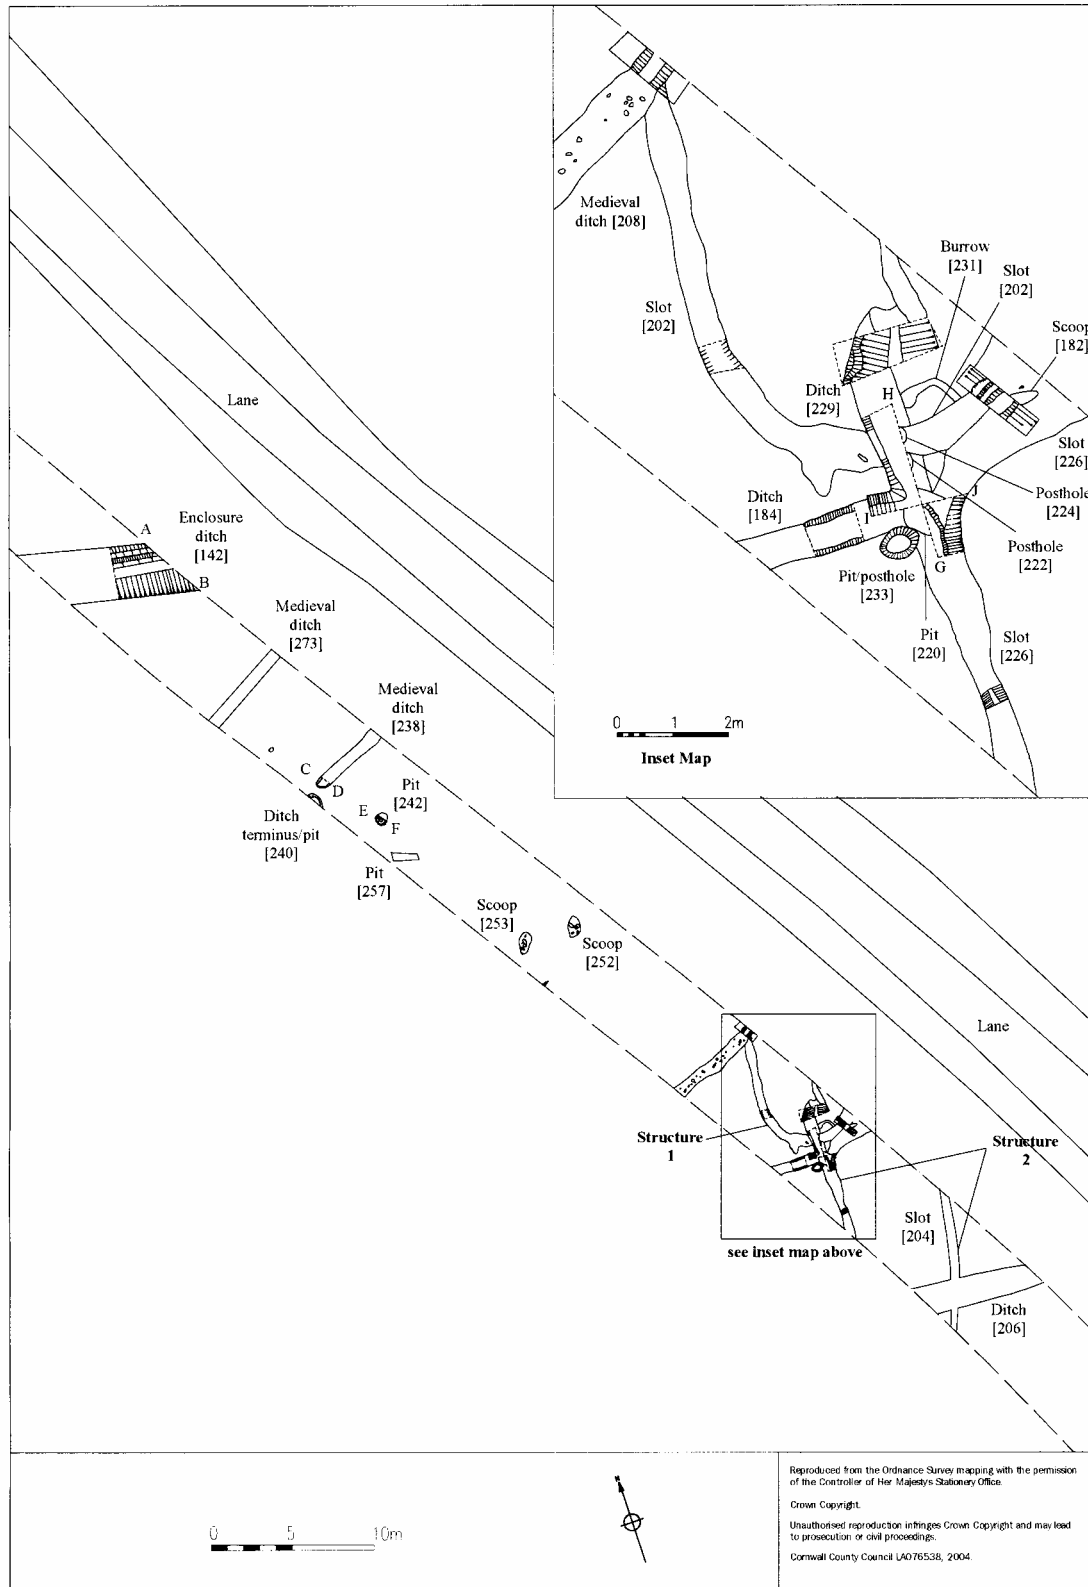 Medieval
ditch [208]
Burrow
[231]
Slot
[202]
Scoop
[182]
Slot
[202]
Ditch
[229]
H
Slot
[226]
Posthole
[224]
J
Ditch
[184]
I
Posthole
[222]
G
Pit/posthole
[233]
Pit
[220]
Slot
[226]
0 1 2m
Inset Map
Lane
A
Enclosure
ditch
[142]
B
Medieval
ditch
[273]
Medieval
ditch
[238]
C
D
Pit
[242]
E
F
Ditch
terminus/pit
[240]
Pit
[257]
Scoop
[253]
Scoop
[252]
Lane
Structure
1
Structure
2
Slot
[204]
see inset map above
Ditch
[206]
0 5 10m
N
Reproduced from the Ordnance Survey mapping with the permission
of the Controller of Her Majesty's Stationery Office.
Crown Copyright.
Unauthorised reproduction infringes Crown Copyright and may lead
to prosecution or civil proceedings.
Cornwall County Council LA076538, 2004.